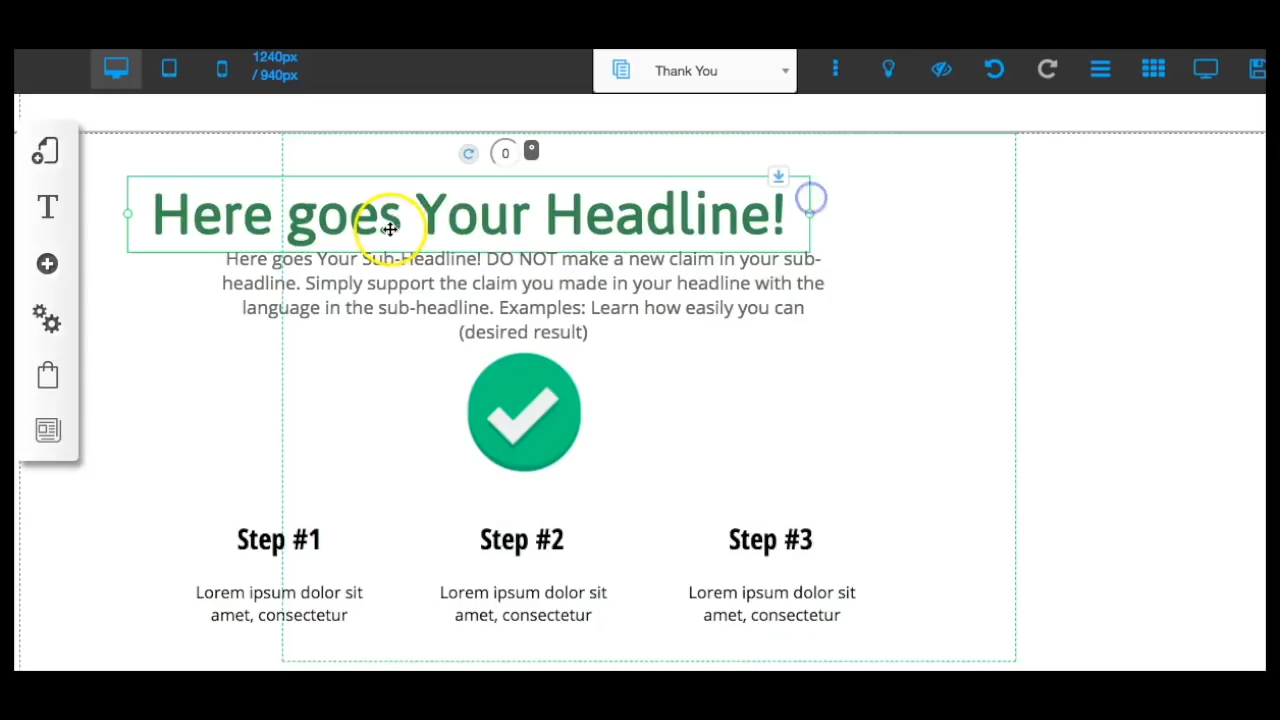 1240px
/ 940px
Thank You
0
Here goes Your Headline!
Here goes Your Sub-Headline! DO NOT make a new claim in your sub-
headline. Simply support the claim you made in your headline with the
language in the sub-headline. Examples: Learn how easily you can
(desired result)
Step #1
Step #2
Step #3
Lorem ipsum dolor sit
amet, consectetur
Lorem ipsum dolor sit
amet, consectetur
Lorem ipsum dolor sit
amet, consectetur